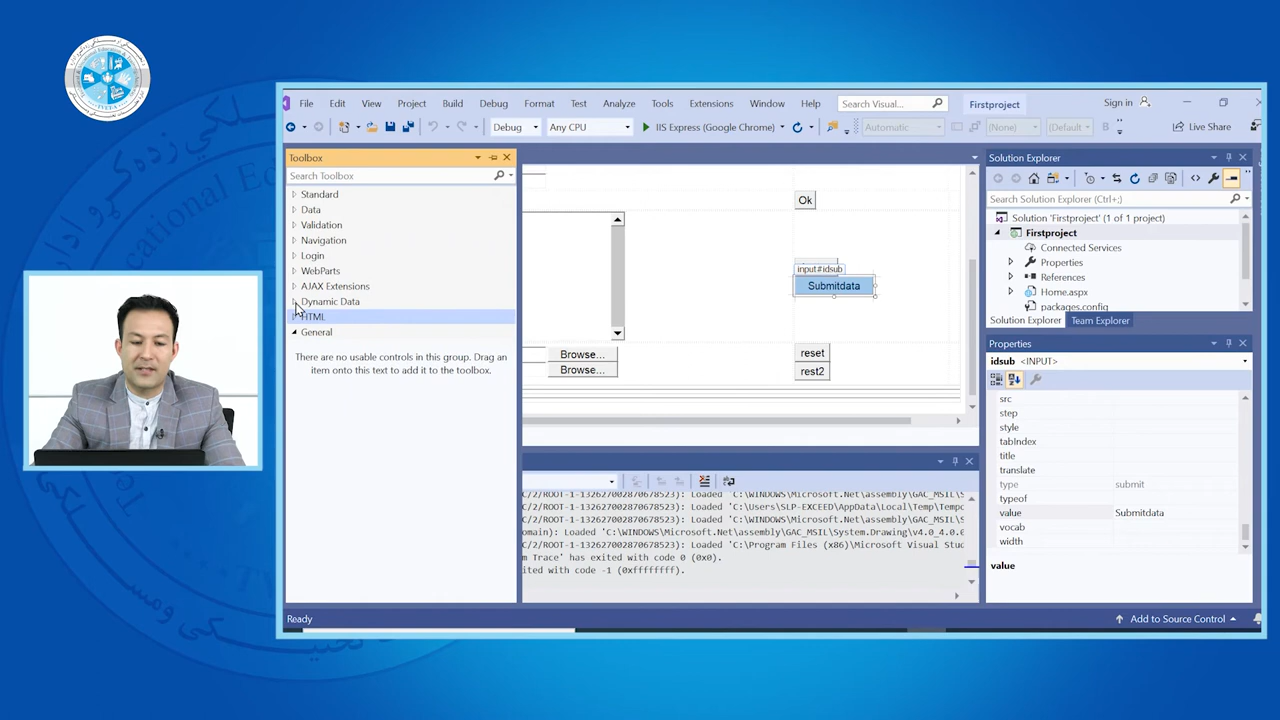 File Edit View Project Build Debug Format Test Analyze Tools Extensions Window Help Search Visual... Firstproject Sign in
Debug Any CPU IIS Express (Google Chrome) Automatic (None) (Default) B Live Share
Toolbox
Search Toolbox
Standard
Data
Validation
Navigation
Login
WebParts
AJAX Extensions
Dynamic Data
HTML
General
There are no usable controls in this group. Drag an
item onto this text to add it to the toolbox.
Ok
input#idsub
Submitdata
Browse...
Browse...
reset
rest2
C/2/ROOT-1-132627002870678523): Loaded 'C:\WINDOWS\Microsoft.Net\assembly\GAC_MSIL\S
C/2/ROOT-1-132627002870678523): Loaded 'C:\Users\SLP-EXCEED\AppData\Local\Temp\Tempo
C/2/ROOT-1-132627002870678523): Loaded 'C:\WINDOWS\Microsoft.Net\assembly\GAC_MSIL\S
omain): Loaded 'C:\WINDOWS\Microsoft.Net\assembly\GAC_MSIL\System.Drawing\v4.0_4.0.0
C/2/ROOT-1-132627002870678523): Loaded 'C:\Program Files (x86)\Microsoft Visual Stud
m Trace' has exited with code 0 (0x0).
ited with code -1 (0xffffffff).
Solution Explorer
Search Solution Explorer (Ctrl+;)
Solution 'Firstproject' (1 of 1 project)
Firstproject
Connected Services
Properties
References
Home.aspx
packages.config
Solution Explorer Team Explorer
Properties
idsub <INPUT>
src
step
style
tabIndex
title
translate
type submit
typeof
value Submitdata
vocab
width
value
Ready Add to Source Control